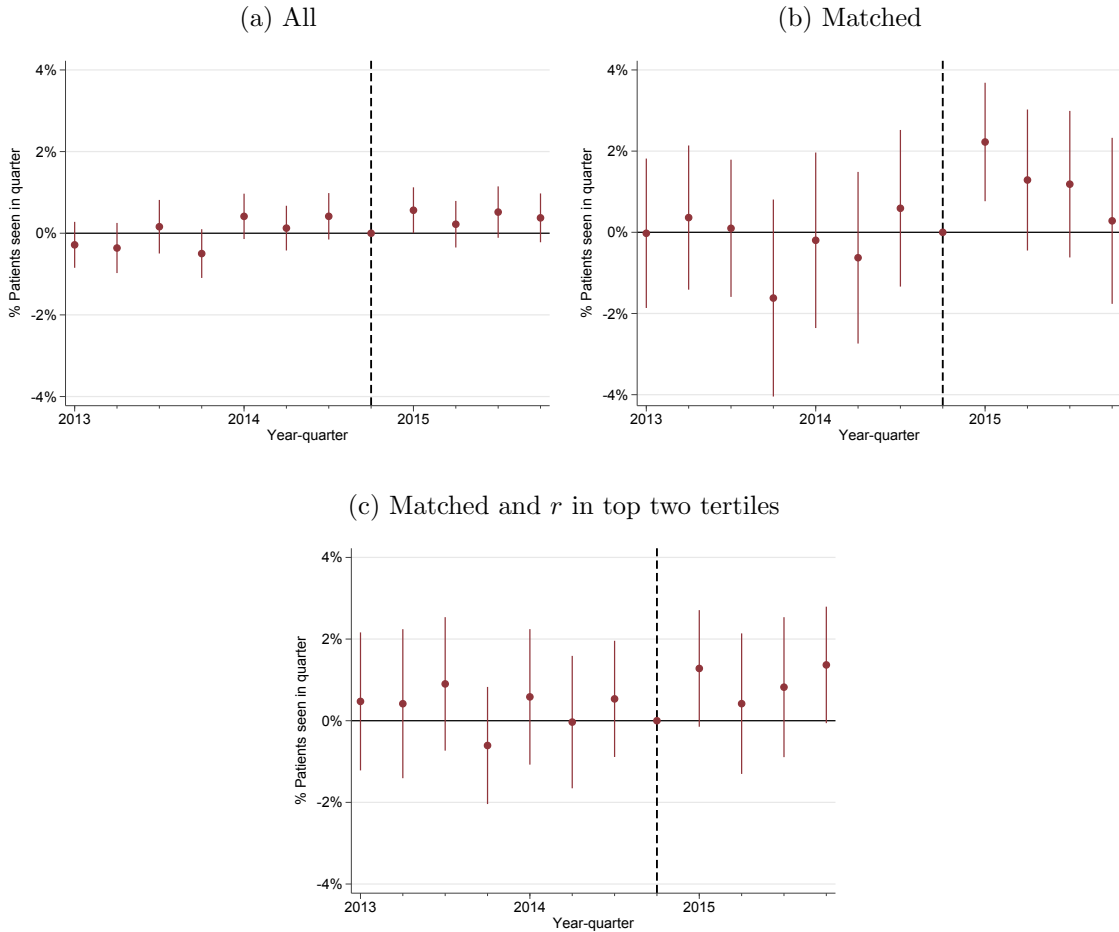 (a) All
4%
2%
0%
-2%
-4%
% Patients seen in quarter
2013
2014
2015
Year-quarter
(b) Matched
4%
2%
0%
-2%
-4%
% Patients seen in quarter
2013
2014
2015
Year-quarter
(c) Matched and r in top two tertiles
4%
2%
0%
-2%
-4%
% Patients seen in quarter
2013
2014
2015
Year-quarter